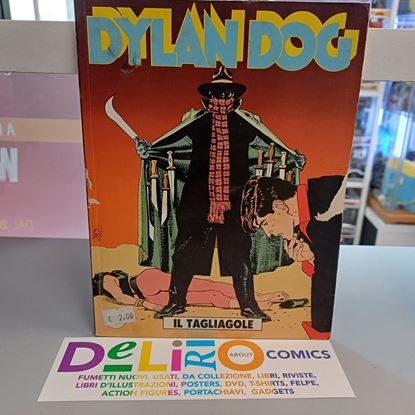 DYLAN DOG
€ 2.00
IL TAGLIAGOLE
DeLiRiO ABOUT COMICS
FUMETTI NUOVI, USATI, DA COLLEZIONE, LIBRI, RIVISTE,
LIBRI D'ILLUSTRAZIONI, POSTERS, DVD, T-SHIRTS, FELPE,
ACTION FIGURES, PORTACHIAVI, GADGETS